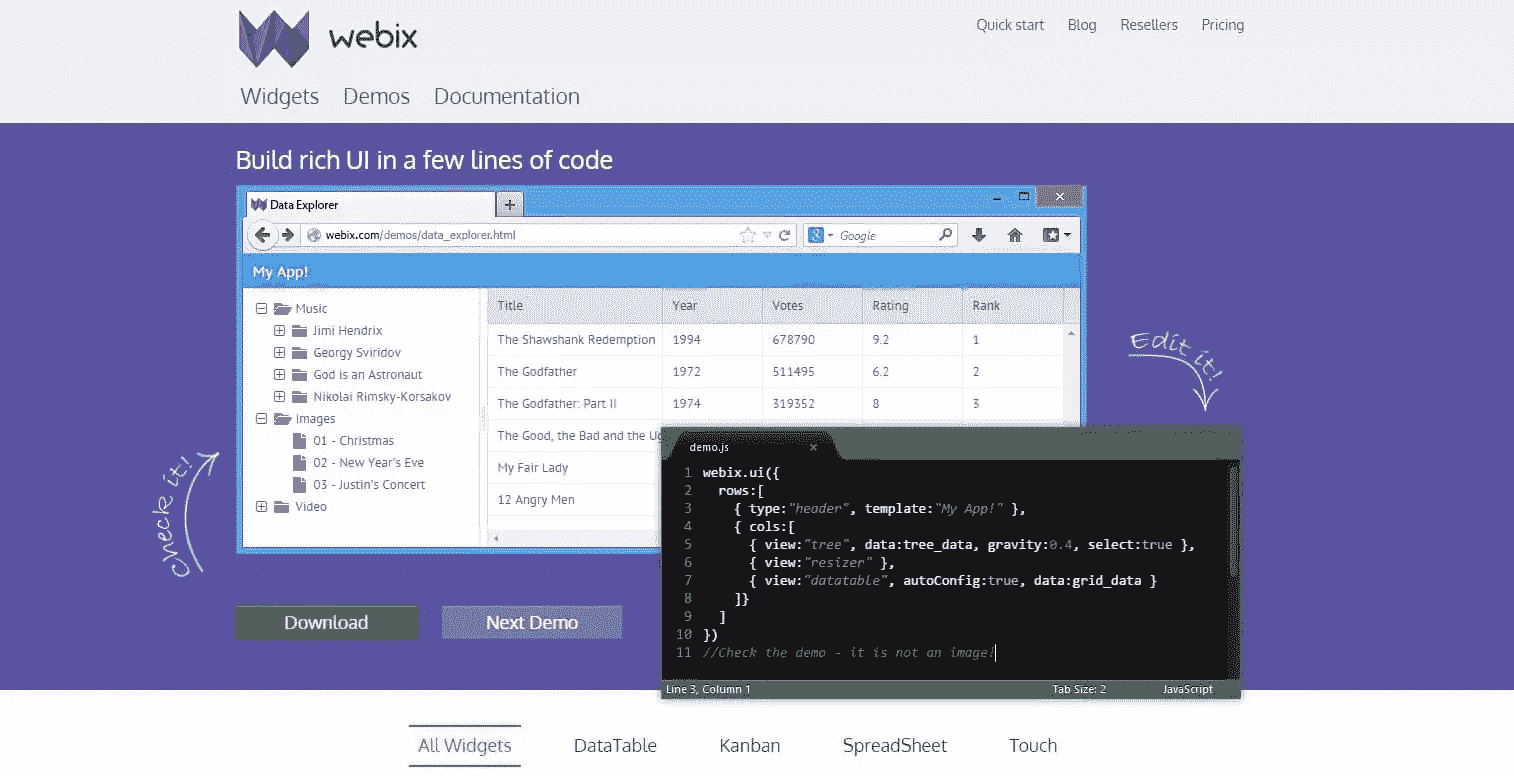 webix
Quick start Blog Resellers Pricing
Widgets Demos Documentation
Build rich UI in a few lines of code
Data Explorer
webix.com/demos/data_explorer.html
Google
My App!
Music
Jimi Hendrix
Georgy Sviridov
God is an Astronaut
Nikolai Rimsky-Korsakov
Images
01 - Christmas
02 - New Year's Eve
03 - Justin's Concert
Video
Title Year Votes Rating Rank
The Shawshank Redemption 1994 678790 9.2 1
The Godfather 1972 511495 6.2 2
The Godfather: Part II 1974 319352 8 3
The Good, the Bad and the Ug
My Fair Lady
12 Angry Men
Check it!
Edit it!
demo.js
1 webix.ui({
2 rows:[
3 { type:"header", template:"My App!" },
4 { cols:[
5 { view:"tree", data:tree_data, gravity:0.4, select:true },
6 { view:"resizer" },
7 { view:"datatable", autoConfig:true, data:grid_data }
8 ]}
9 ]
10 })
11 //Check the demo - it is not an image!
Line 3, Column 1 Tab Size: 2 JavaScript
Download Next Demo
All Widgets DataTable Kanban SpreadSheet Touch